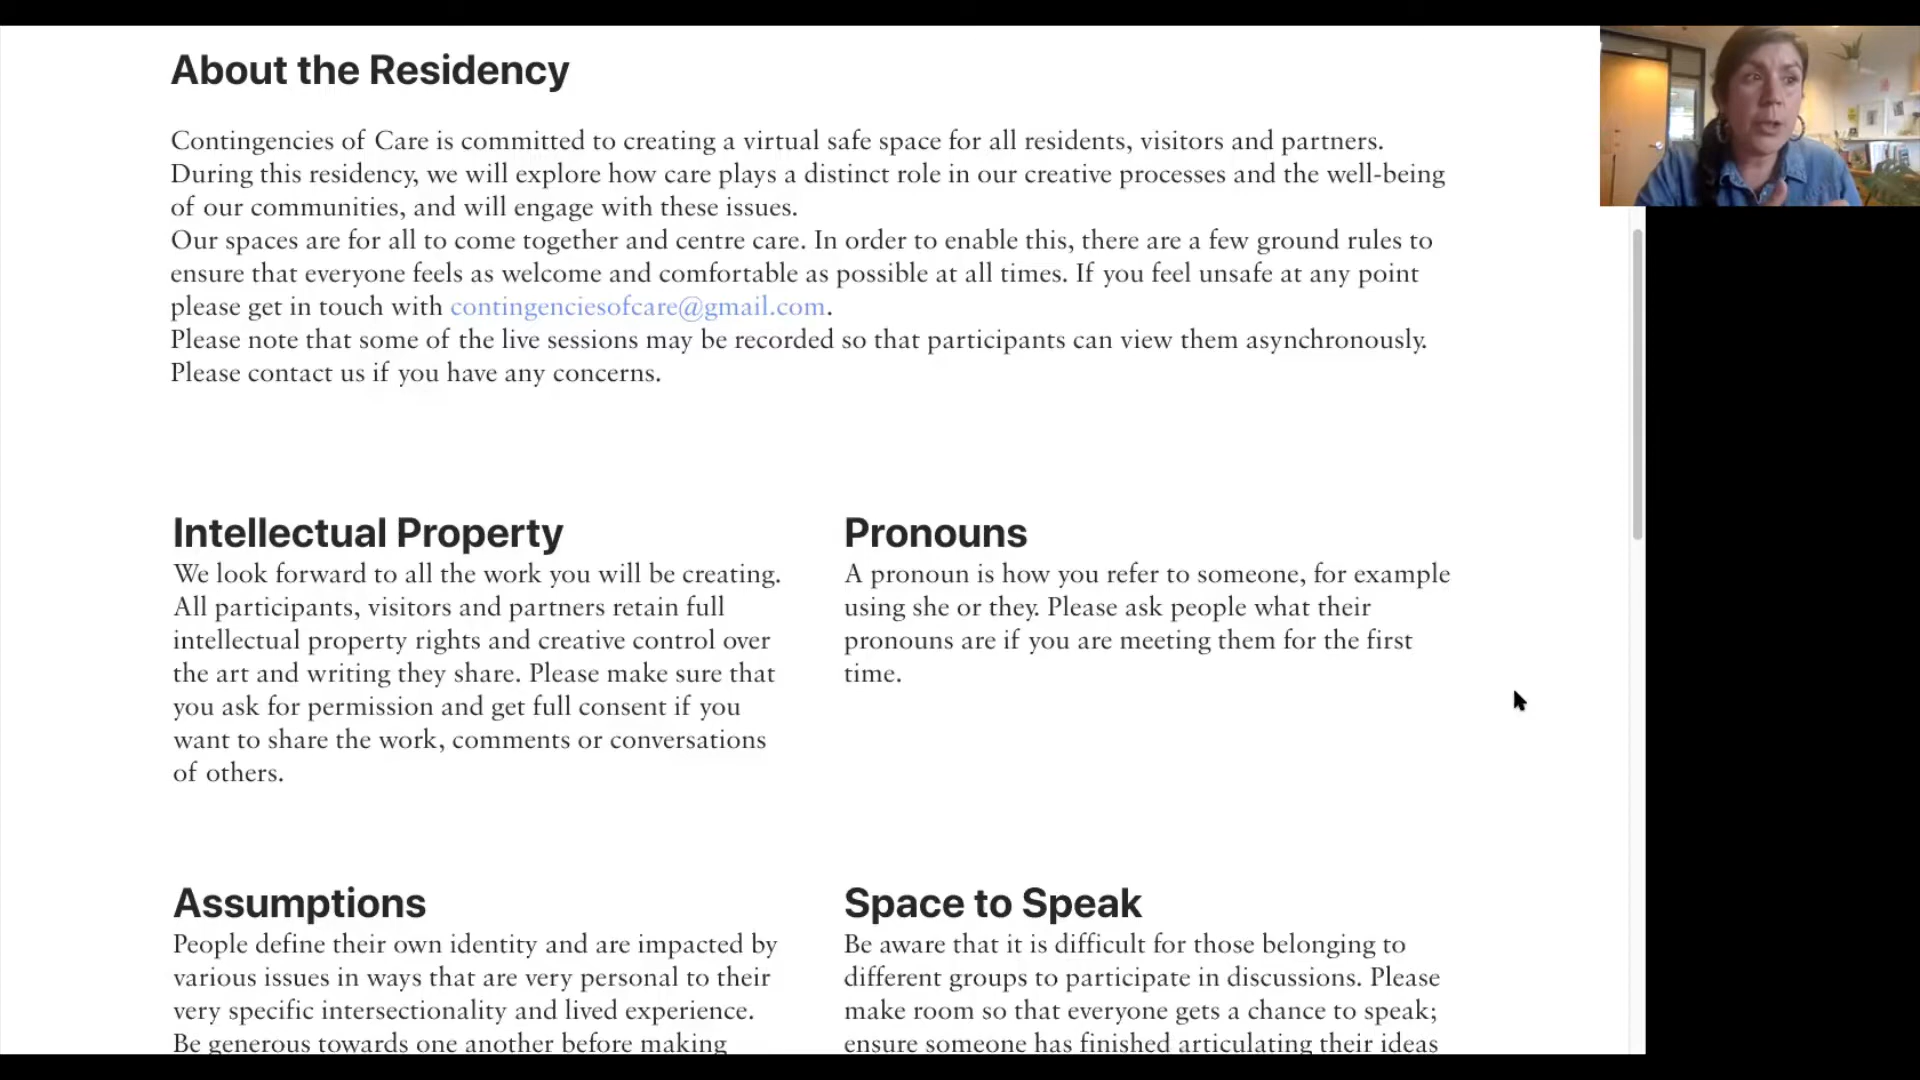 About the Residency
Contingencies of Care is committed to creating a virtual safe space for all residents, visitors and partners.
During this residency, we will explore how care plays a distinct role in our creative processes and the well-being
of our communities, and will engage with these issues.
Our spaces are for all to come together and centre care. In order to enable this, there are a few ground rules to
ensure that everyone feels as welcome and comfortable as possible at all times. If you feel unsafe at any point
please get in touch with contingenciesofcare@gmail.com.
Please note that some of the live sessions may be recorded so that participants can view them asynchronously.
Please contact us if you have any concerns.
Intellectual Property
We look forward to all the work you will be creating.
All participants, visitors and partners retain full
intellectual property rights and creative control over
the art and writing they share. Please make sure that
you ask for permission and get full consent if you
want to share the work, comments or conversations
of others.
Pronouns
A pronoun is how you refer to someone, for example
using she or they. Please ask people what their
pronouns are if you are meeting them for the first
time.
Assumptions
People define their own identity and are impacted by
various issues in ways that are very personal to their
very specific intersectionality and lived experience.
Be generous towards one another before making
Space to Speak
Be aware that it is difficult for those belonging to
different groups to participate in discussions. Please
make room so that everyone gets a chance to speak;
ensure someone has finished articulating their ideas